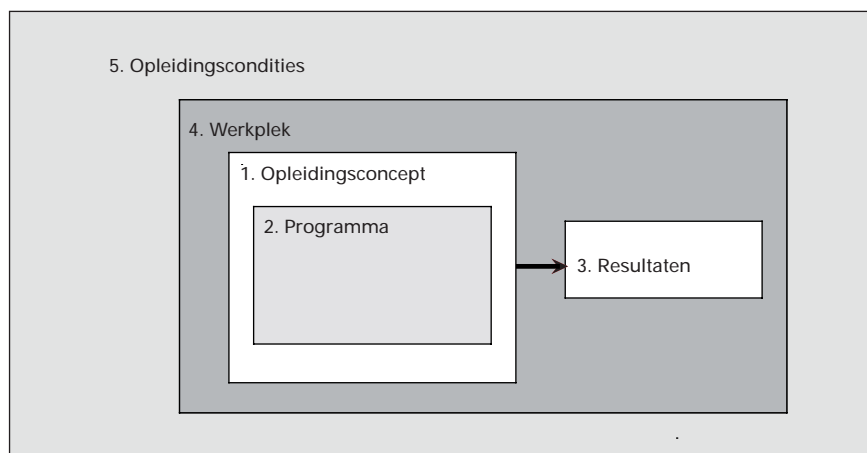 5. Opleidingscondities
4. Werkplek
1. Opleidingsconcept
2. Programma
3. Resultaten